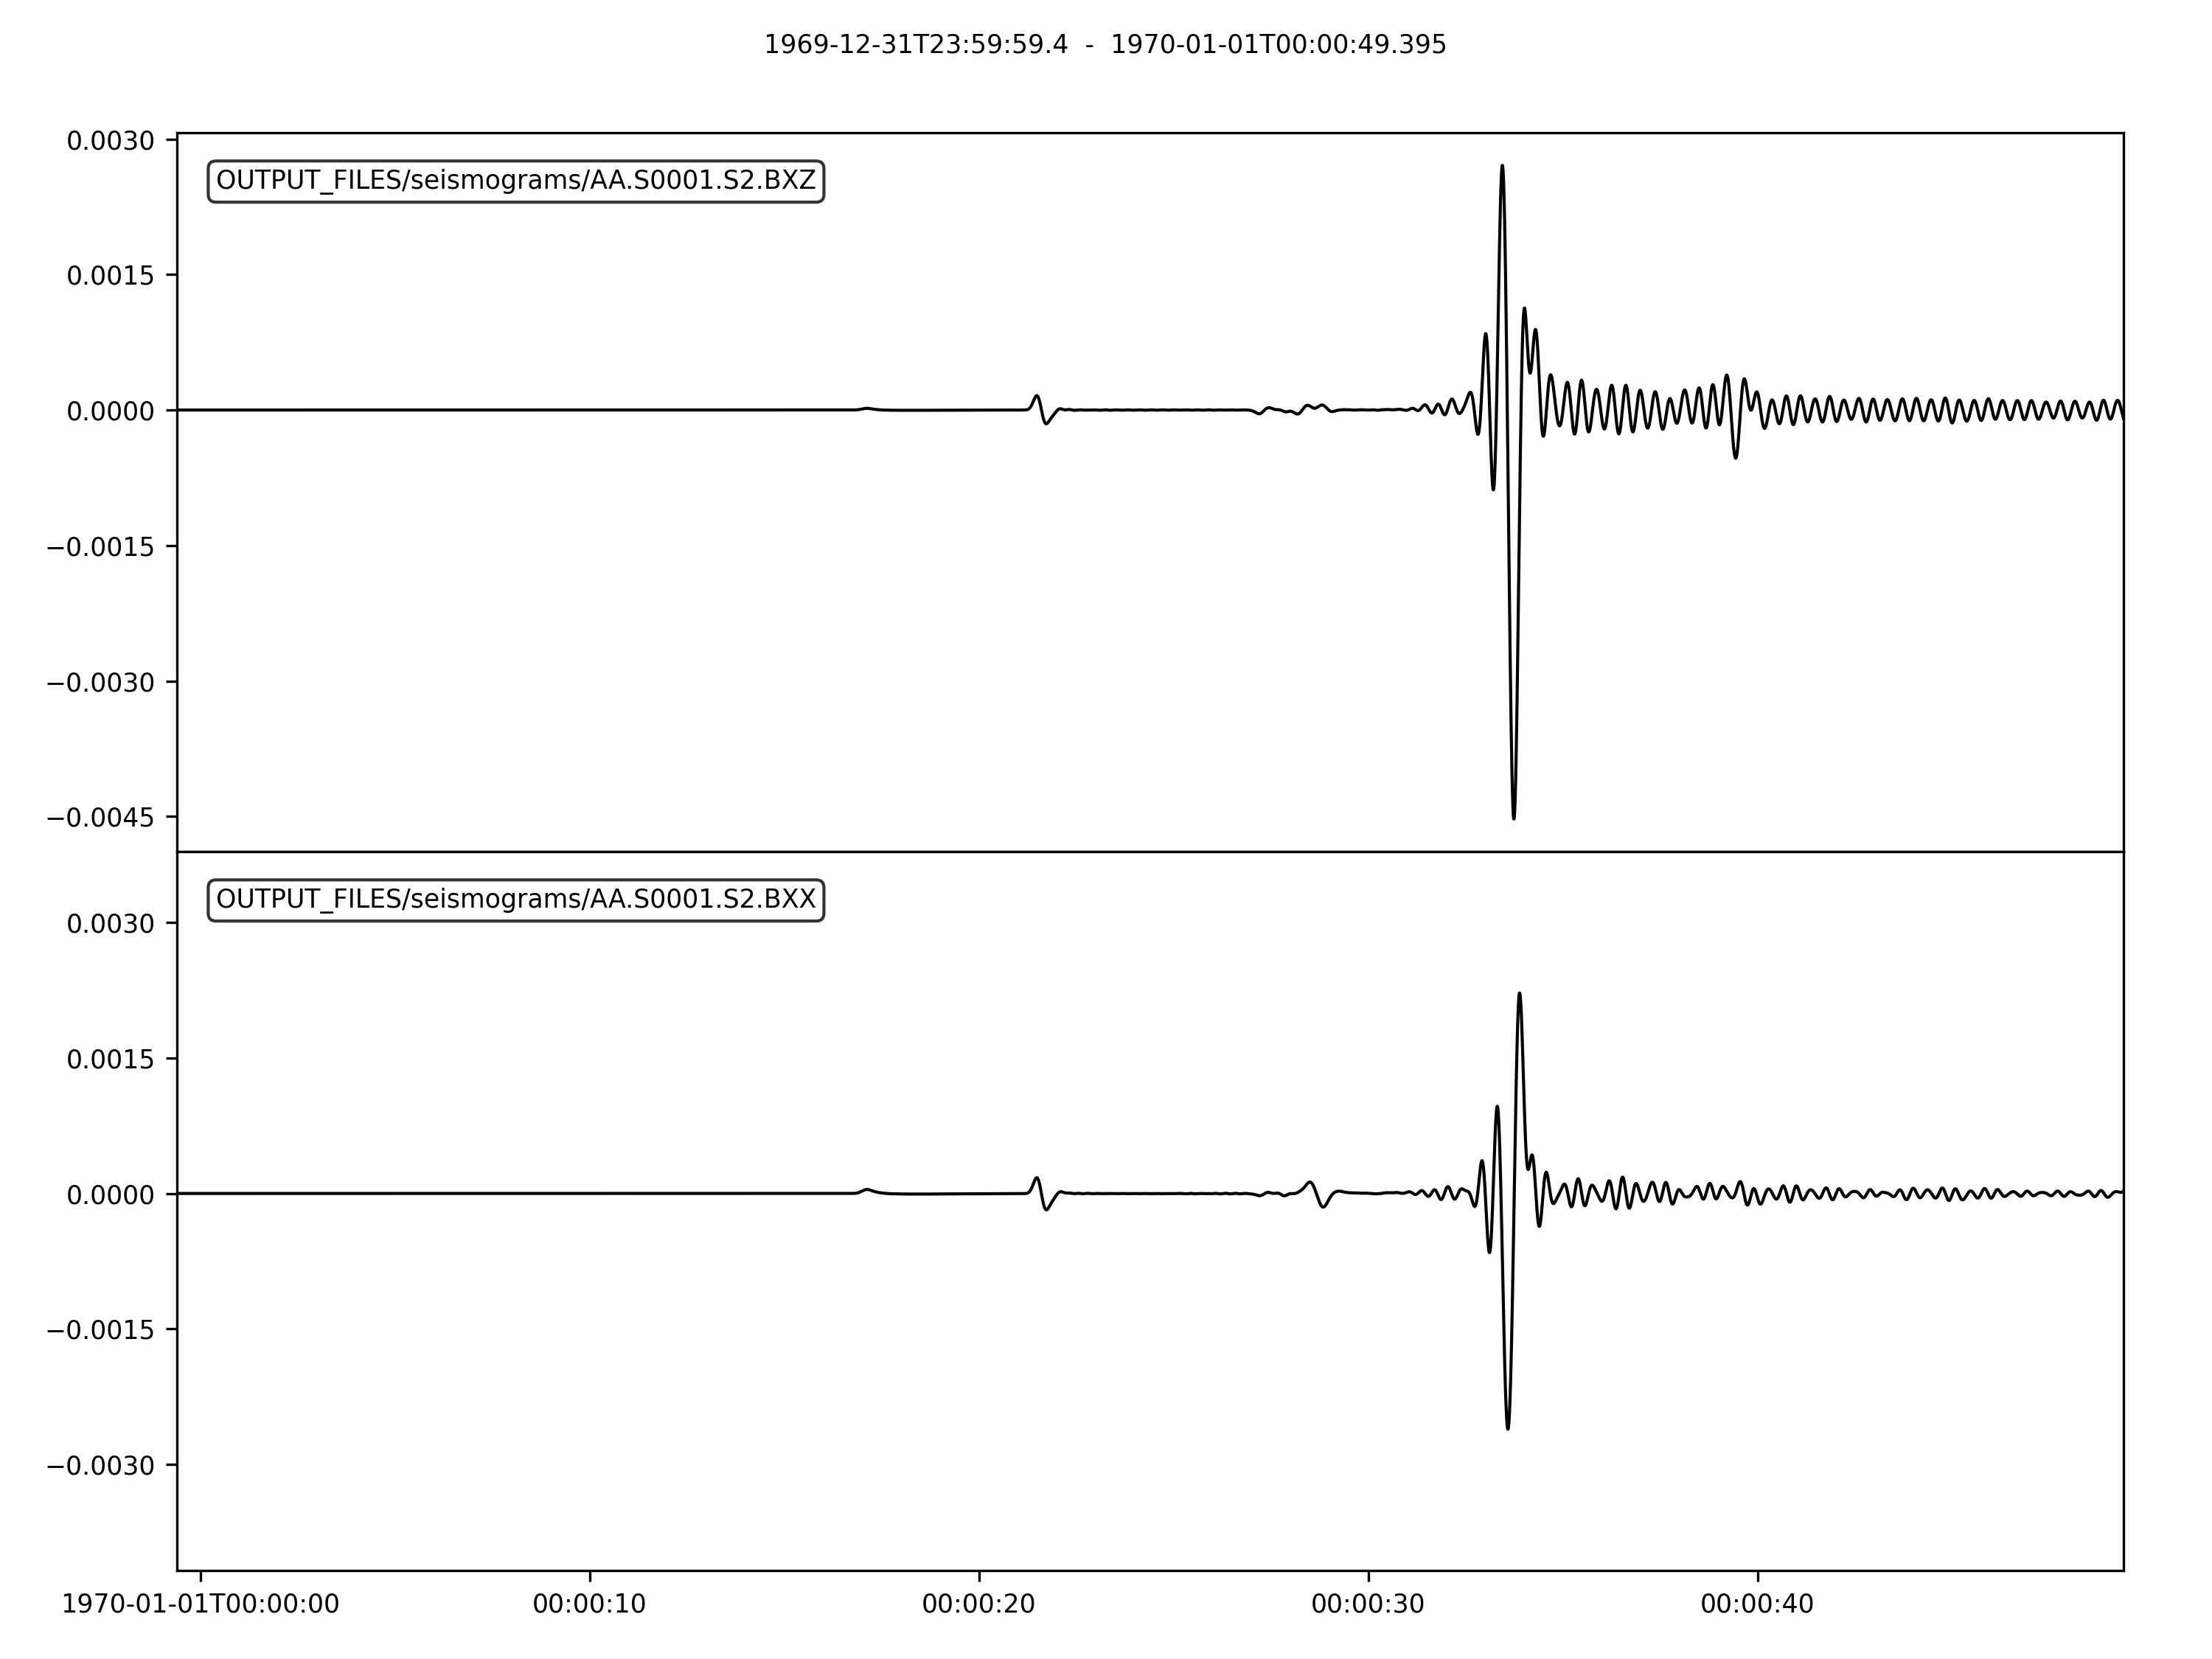 1969-12-31T23:59:59.4 - 1970-01-01T00:00:49.395
0.0030
OUTPUT_FILES/seismograms/AA.S0001.S2.BXZ
0.0015
0.0000
−0.0015
−0.0030
−0.0045
OUTPUT_FILES/seismograms/AA.S0001.S2.BXX
0.0030
0.0015
0.0000
−0.0015
−0.0030
1970-01-01T00:00:00 00:00:10 00:00:20 00:00:30 00:00:40